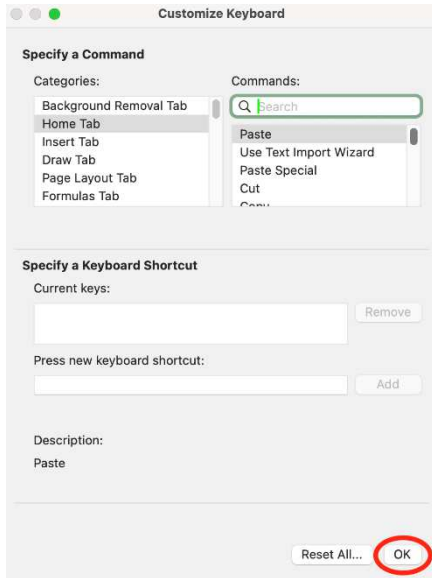 Customize Keyboard
Specify a Command
Categories:
Background Removal Tab
Home Tab
Insert Tab
Draw Tab
Page Layout Tab
Formulas Tab
Commands:
Search
Paste
Use Text Import Wizard
Paste Special
Cut
Copy
Specify a Keyboard Shortcut
Current keys:
Remove
Press new keyboard shortcut:
Add
Description:
Paste
Reset All... OK